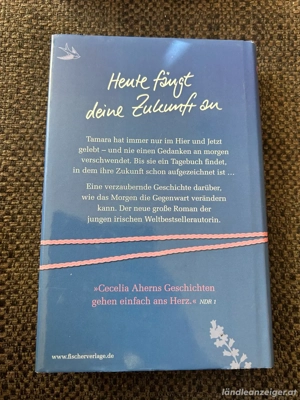 Heute fängt
deine Zukunft an
Tamara hat immer nur im Hier und Jetzt
gelebt – und nie einen Gedanken an morgen
verschwendet. Bis sie ein Tagebuch findet,
in dem ihre Zukunft schon aufgezeichnet ist ...
Eine verzaubernde Geschichte darüber,
wie das Morgen die Gegenwart verändern
kann. Der neue große Roman der
jungen irischen Weltbestsellerautorin.
»Cecelia Aherns Geschichten
gehen einfach ans Herz.« NDR 1
www.fischerverlage.de
ländleanzeiger.at